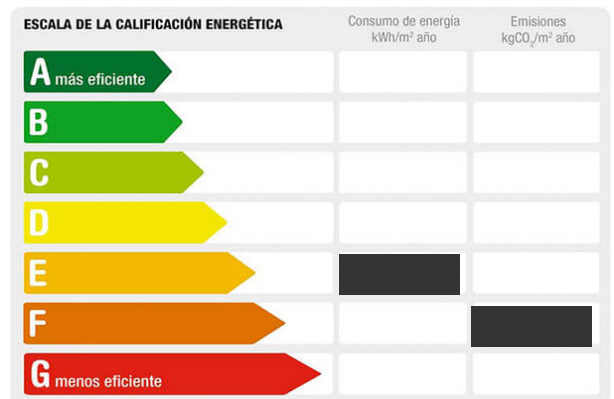 ESCALA DE LA CALIFICACIÓN ENERGÉTICA
Consumo de energía
kWh/m² año
Emisiones
kgCO₂/m² año
A más eficiente
B
C
D
E
F
G menos eficiente